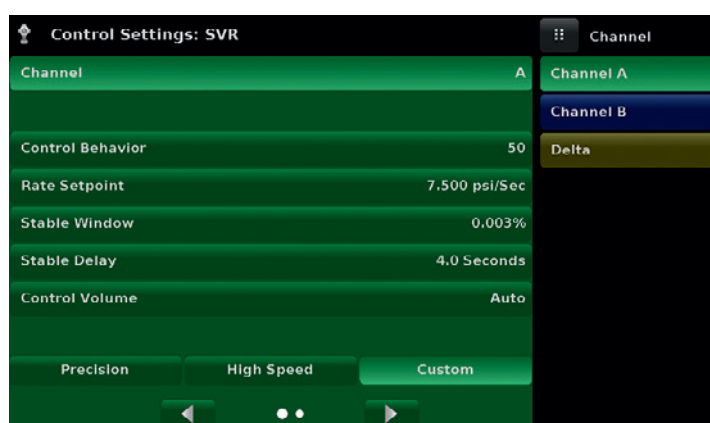 Control Settings: SVR
Channel A
Control Behavior 50
Rate Setpoint 7.500 psi/Sec
Stable Window 0.003%
Stable Delay 4.0 Seconds
Control Volume Auto
Precision High Speed Custom
Channel
Channel A
Channel B
Delta